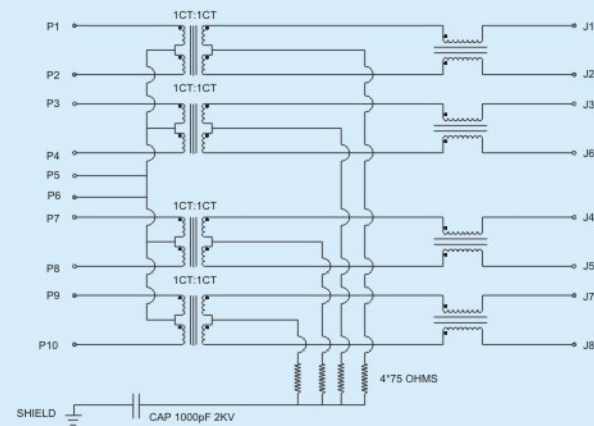 1CT:1CT
P1
J1
P2
J2
1CT:1CT
P3
J3
P4
J6
P5
P6
1CT:1CT
P7
J4
P8
J5
1CT:1CT
P9
J7
P10
J8
4*75 OHMS
SHIELD
CAP 1000pF 2KV